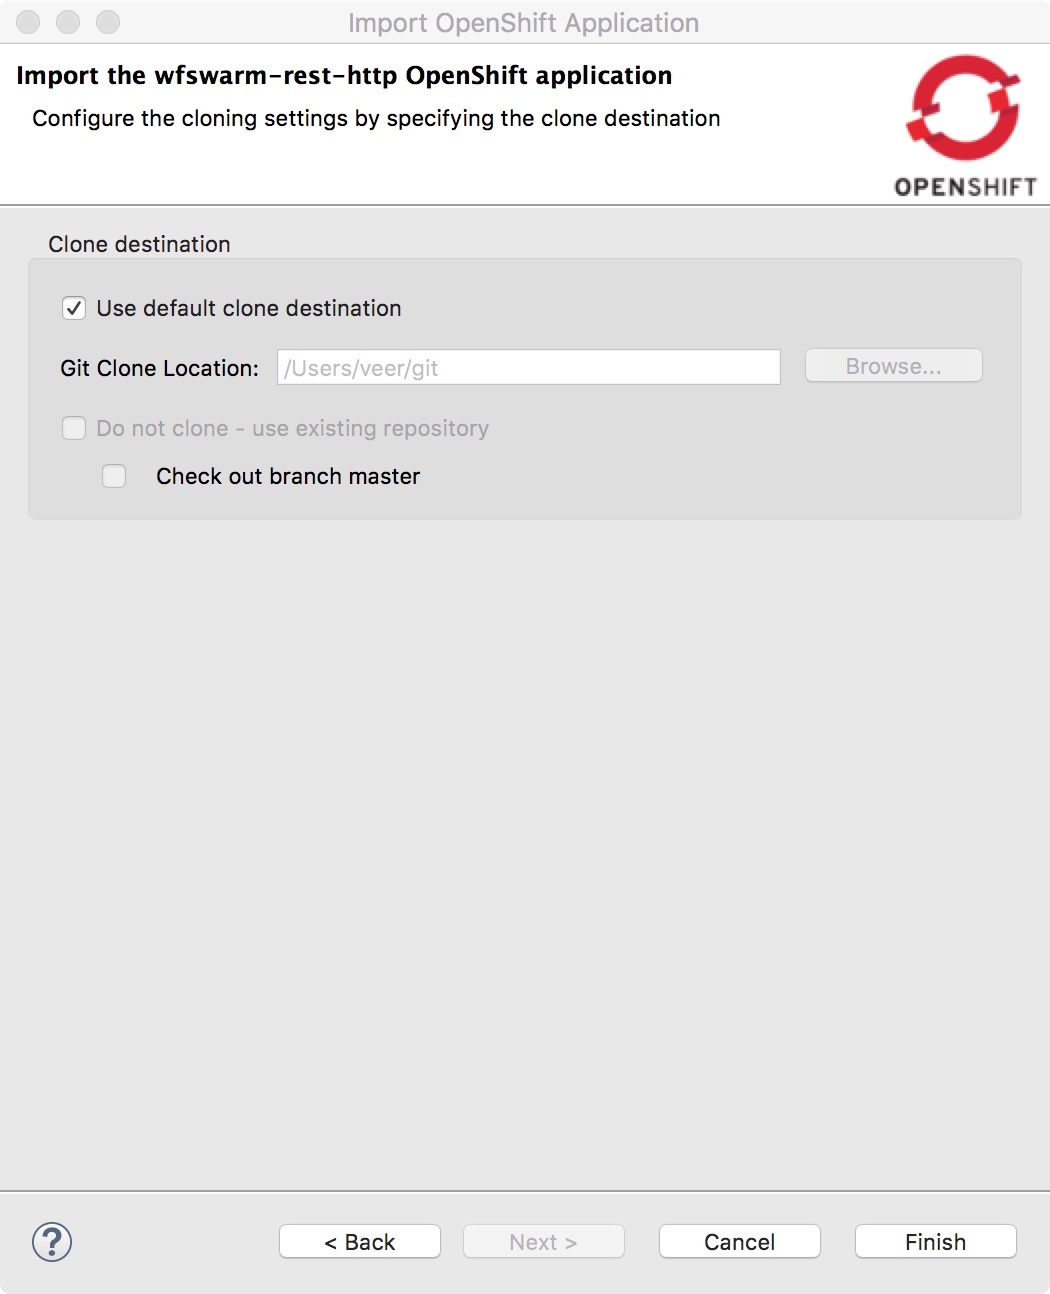 Import OpenShift Application
Import the wfswarm-rest-http OpenShift application
Configure the cloning settings by specifying the clone destination
OPENSHIFT
Clone destination
Use default clone destination
Git Clone Location: /Users/veer/git Browse...
Do not clone - use existing repository
Check out branch master
? < Back Next > Cancel Finish